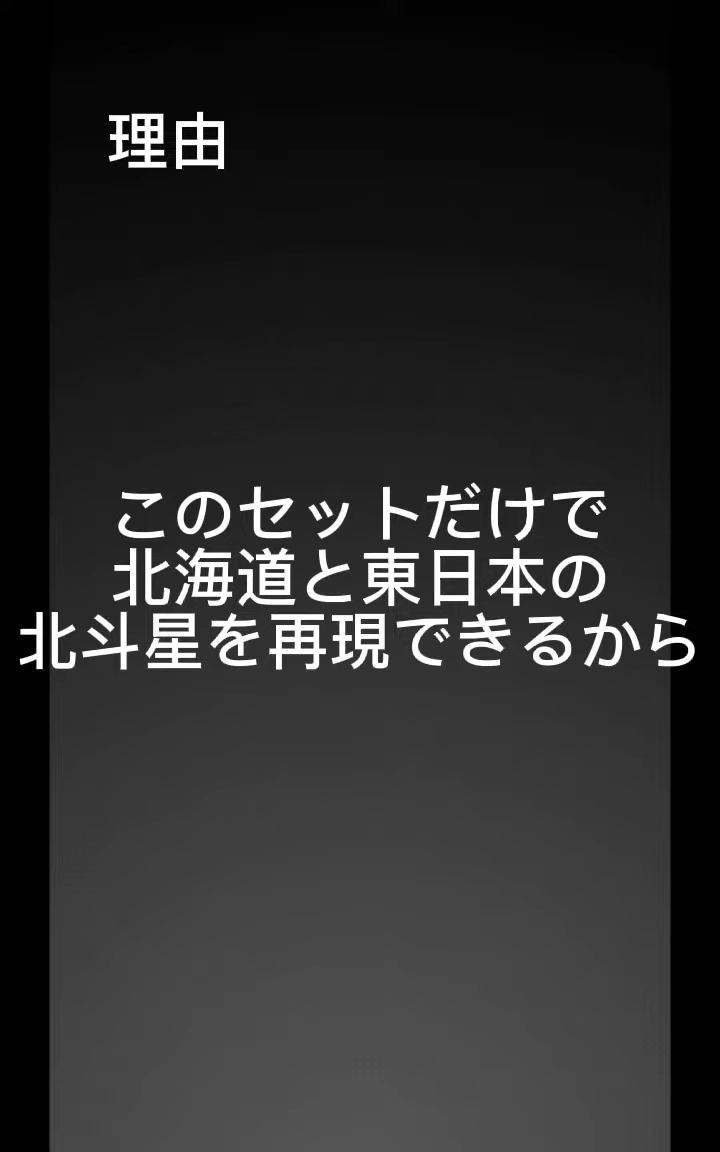 理由
このセットだけで
北海道と東日本の
北斗星を再現できるから